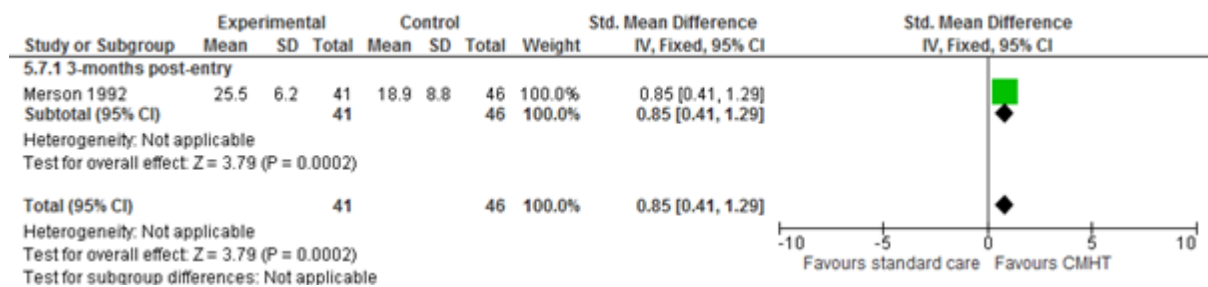 Experimental Control Std. Mean Difference Std. Mean Difference
Study or Subgroup Mean SD Total Mean SD Total Weight IV, Fixed, 95% CI IV, Fixed, 95% CI
5.7.1 3-months post-entry
Merson 1992 25.5 6.2 41 18.9 8.8 46 100.0% 0.85 [0.41, 1.29]
Subtotal (95% CI) 41 46 100.0% 0.85 [0.41, 1.29]
Heterogeneity: Not applicable
Test for overall effect: Z = 3.79 (P = 0.0002)
Total (95% CI) 41 46 100.0% 0.85 [0.41, 1.29]
Heterogeneity: Not applicable
Test for overall effect: Z = 3.79 (P = 0.0002)
Test for subgroup differences: Not applicable
-10 -5 0 5 10
Favours standard care Favours CMHT